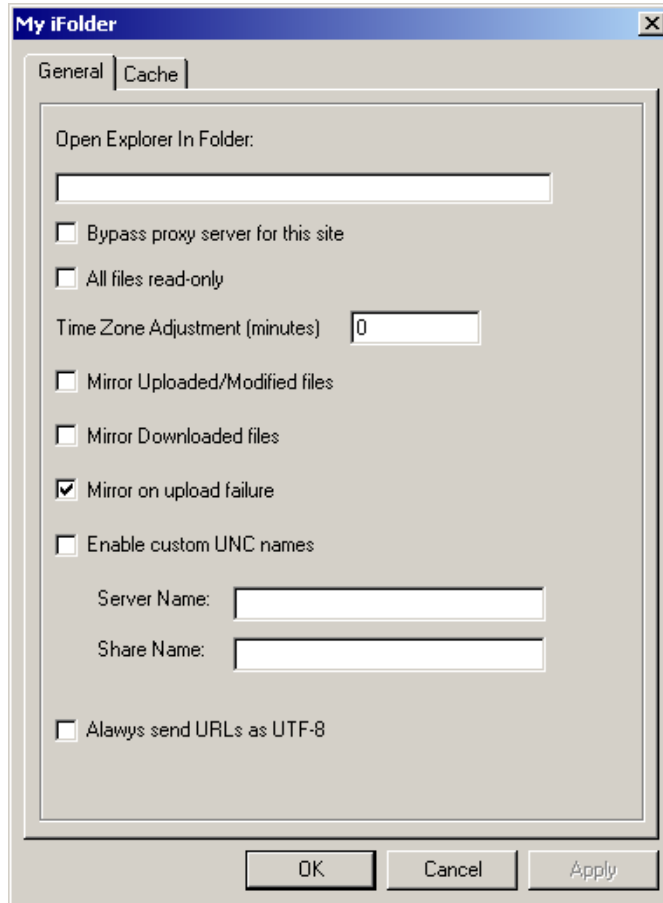 My iFolder
General Cache
Open Explorer In Folder:
Bypass proxy server for this site
All files read-only
Time Zone Adjustment (minutes) 0
Mirror Uploaded/Modified files
Mirror Downloaded files
Mirror on upload failure
Enable custom UNC names
Server Name:
Share Name:
Alawys send URLs as UTF-8
OK Cancel Apply